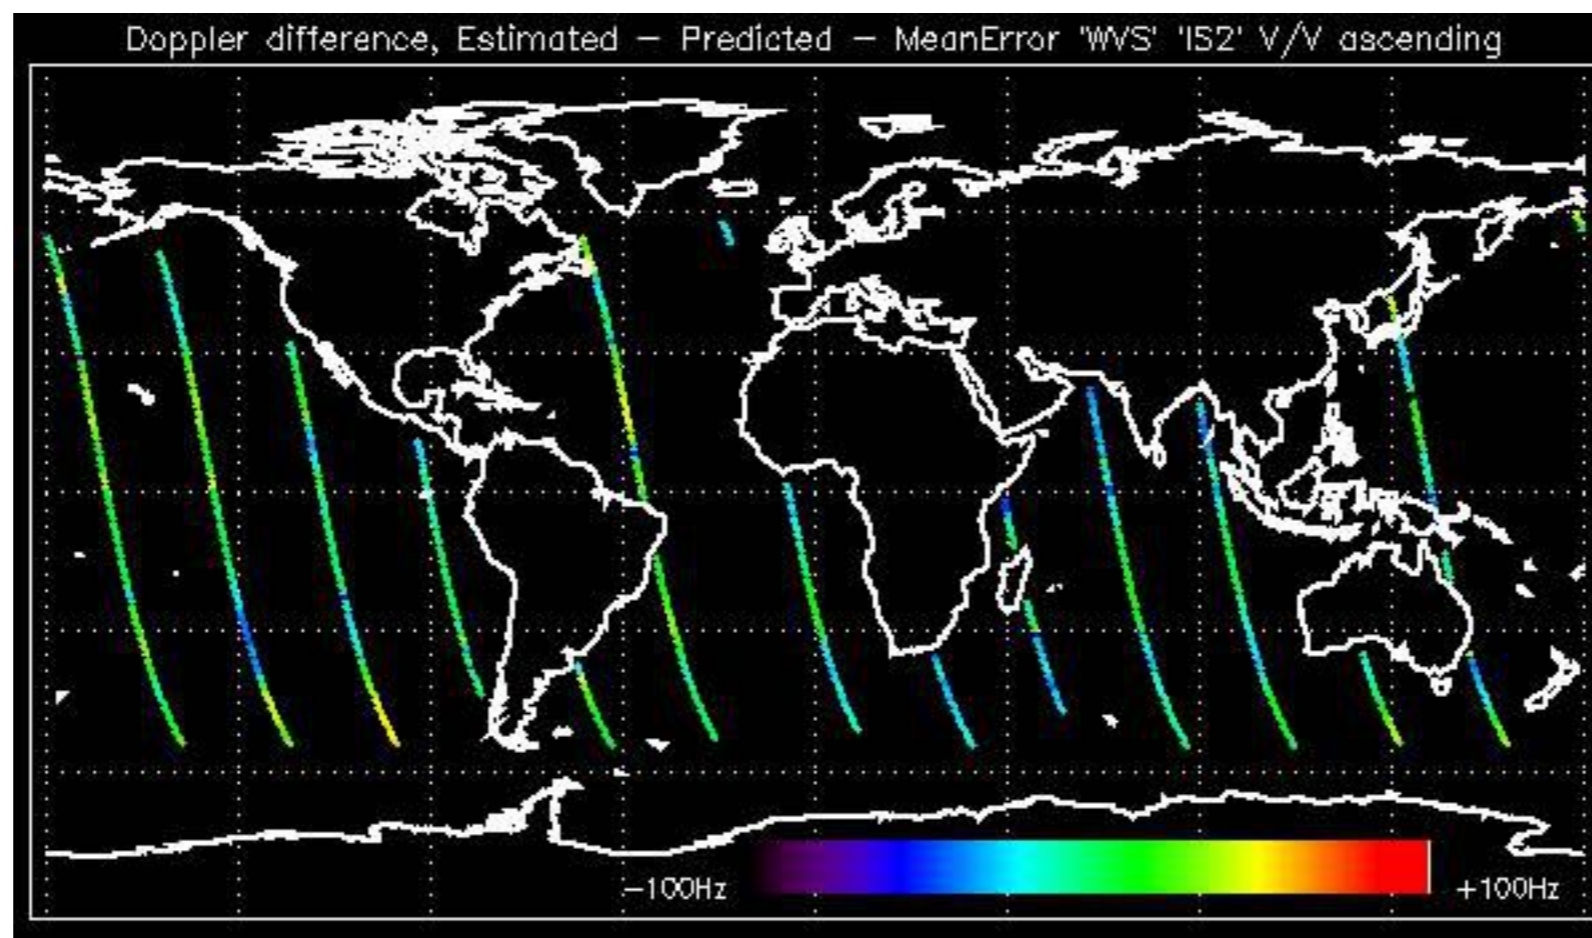 Doppler difference, Estimated – Predicted – MeanError 'WVS' 'IS2' V/V ascending
–100Hz
+100Hz